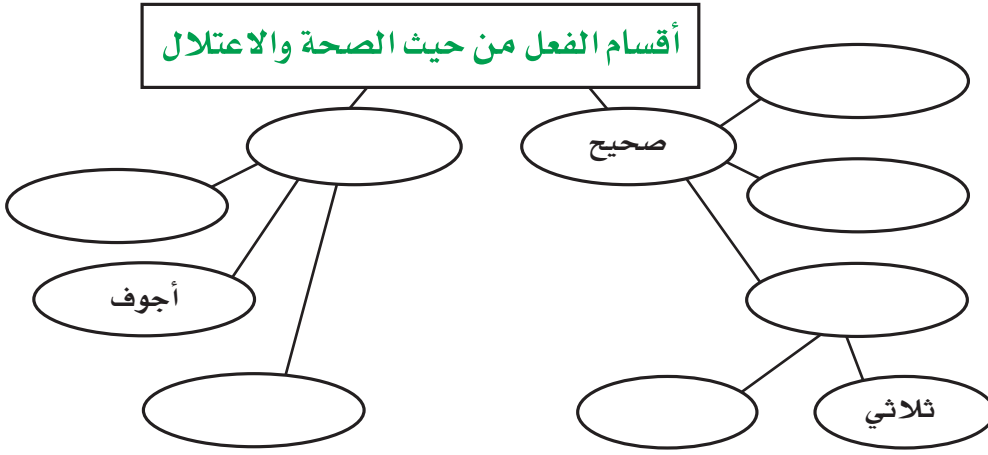 أقسام الفعل من حيث الصحة والاعتلال
صحيح
أجوف
ثلاثي